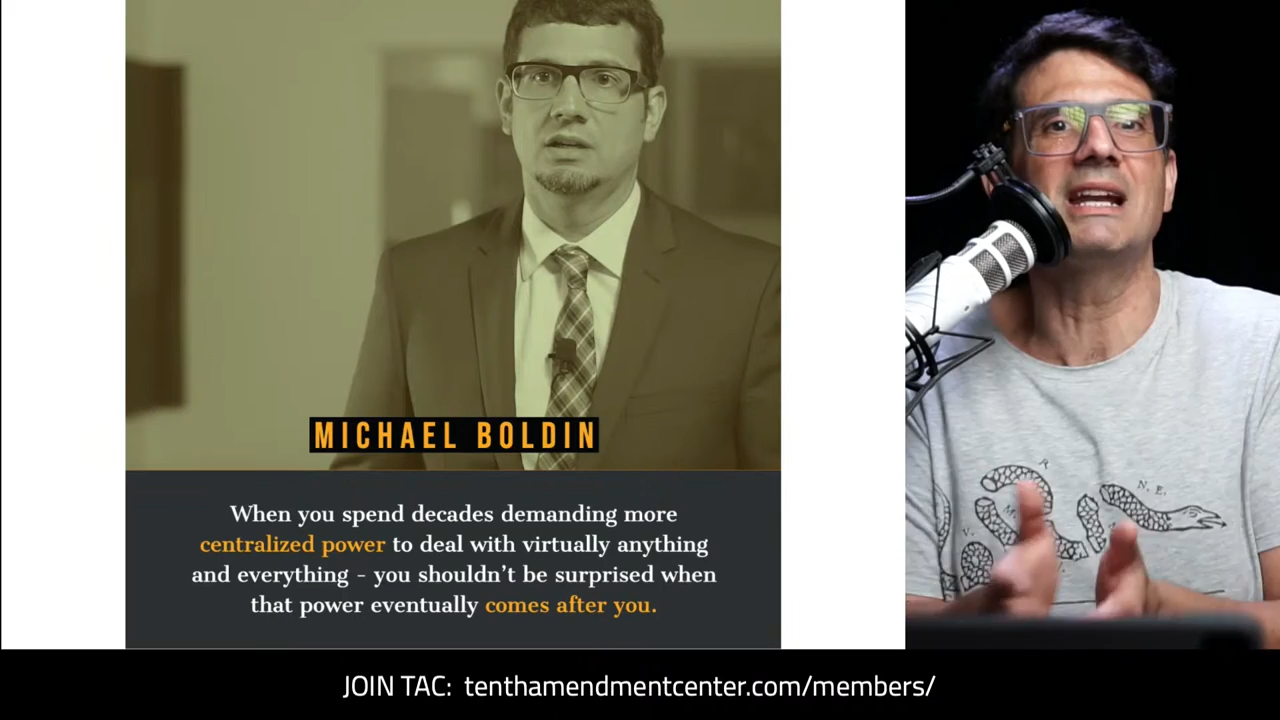 MICHAEL BOLDIN
When you spend decades demanding more
centralized power to deal with virtually anything
and everything - you shouldn't be surprised when
that power eventually comes after you.
R
N. E.
V.
M.
JOIN TAC: tenthamendmentcenter.com/members/